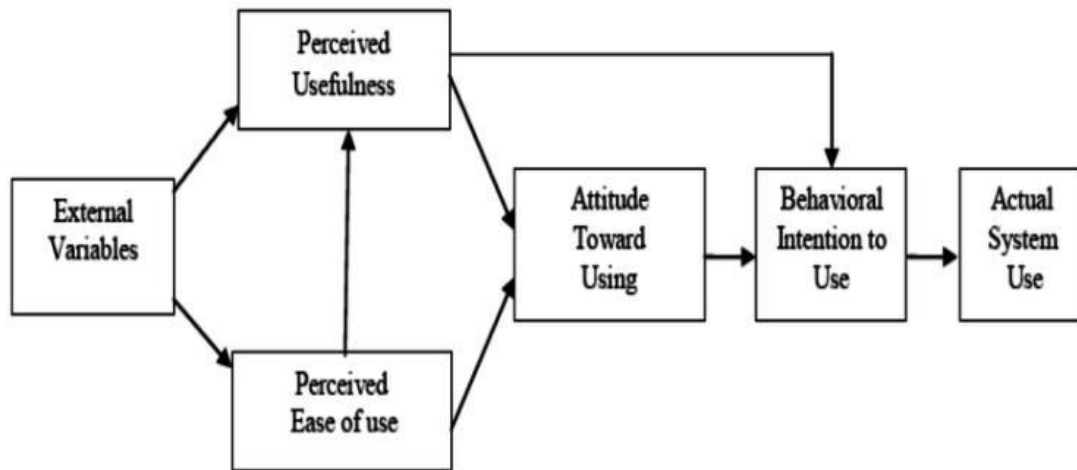 Perceived
Usefulness
External
Variables
Attitude
Toward
Using
Behavioral
Intention to
Use
Actual
System
Use
Perceived
Ease of use